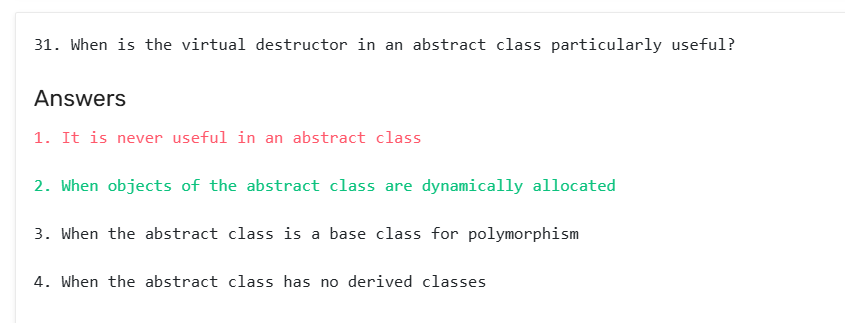 31. When is the virtual destructor in an abstract class particularly useful?
Answers
1. It is never useful in an abstract class
2. When objects of the abstract class are dynamically allocated
3. When the abstract class is a base class for polymorphism
4. When the abstract class has no derived classes